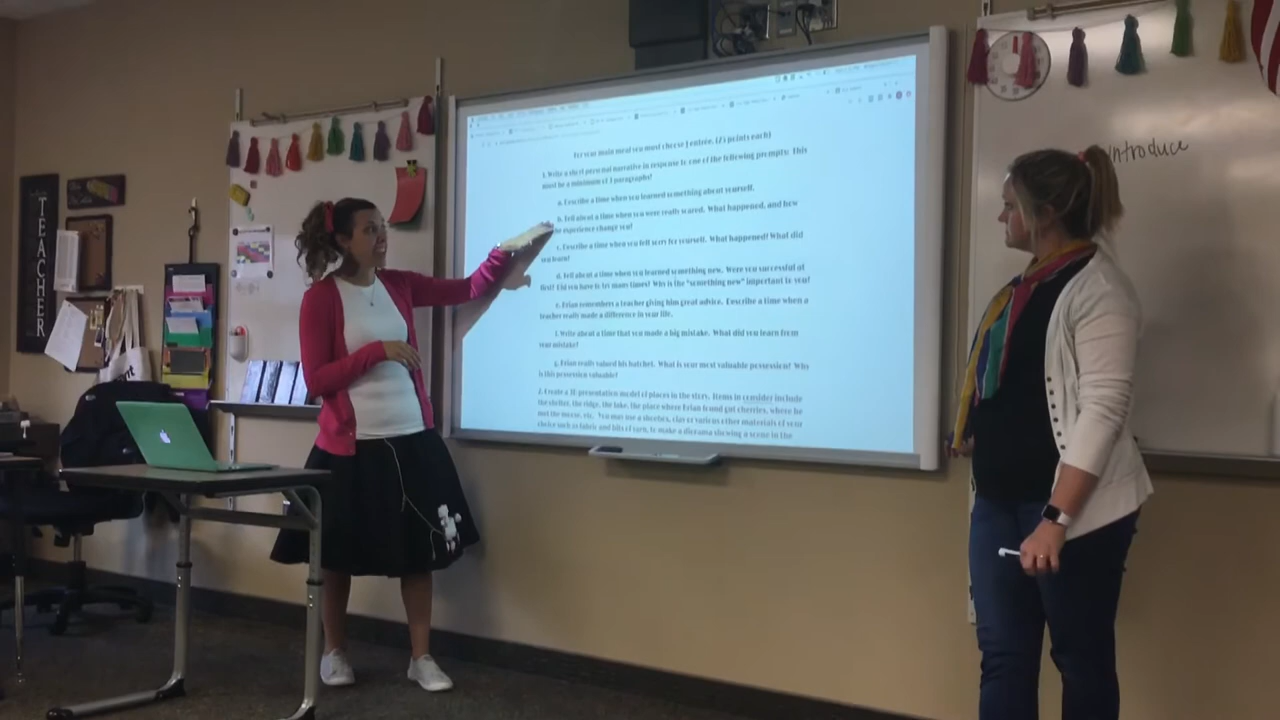 TEACHER
For your main meal you must choose 1 entrée. (25 points each)
1. Write a short personal narrative in response to one of the following prompts. This
must be a minimum of 3 paragraphs!
a. Describe a time when you learned something about yourself.
b. Tell about a time when you were really scared. What happened, and how
he experience change you?
c. Describe a time when you felt sorry for yourself. What happened? What did
you learn?
d. Tell about a time when you learned something new. Were you successful at
first? Did you have to try many times? Why is the "something new" important to you?
e. Brian remembers a teacher giving him great advice. Describe a time when a
teacher really made a difference in your life.
f. Write about a time that you made a big mistake. What did you learn from
your mistake?
g. Brian really valued his hatchet. What is your most valuable possession? Why
is this possession valuable?
2. Create a 3D presentation model of places in the story. Items to consider include
the shelter, the ridge, the lake, the place where Brian found gut cherries, where he
met the moose, etc. You may use a shoebox, clay or various other materials of your
choice such as fabric and bits of yarn, to make a diorama showing a scene in the
introduce